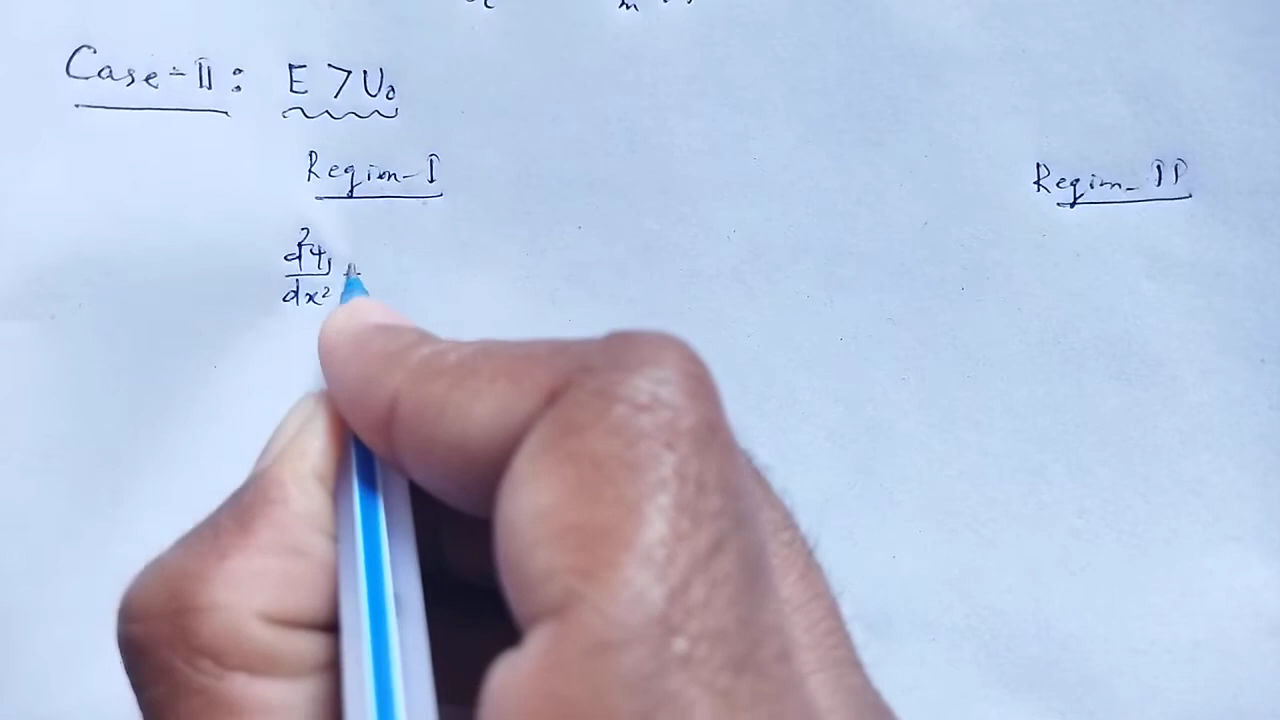 Case-II: E > U₀
Region-I Region-II
d²ψ₁/dx² +